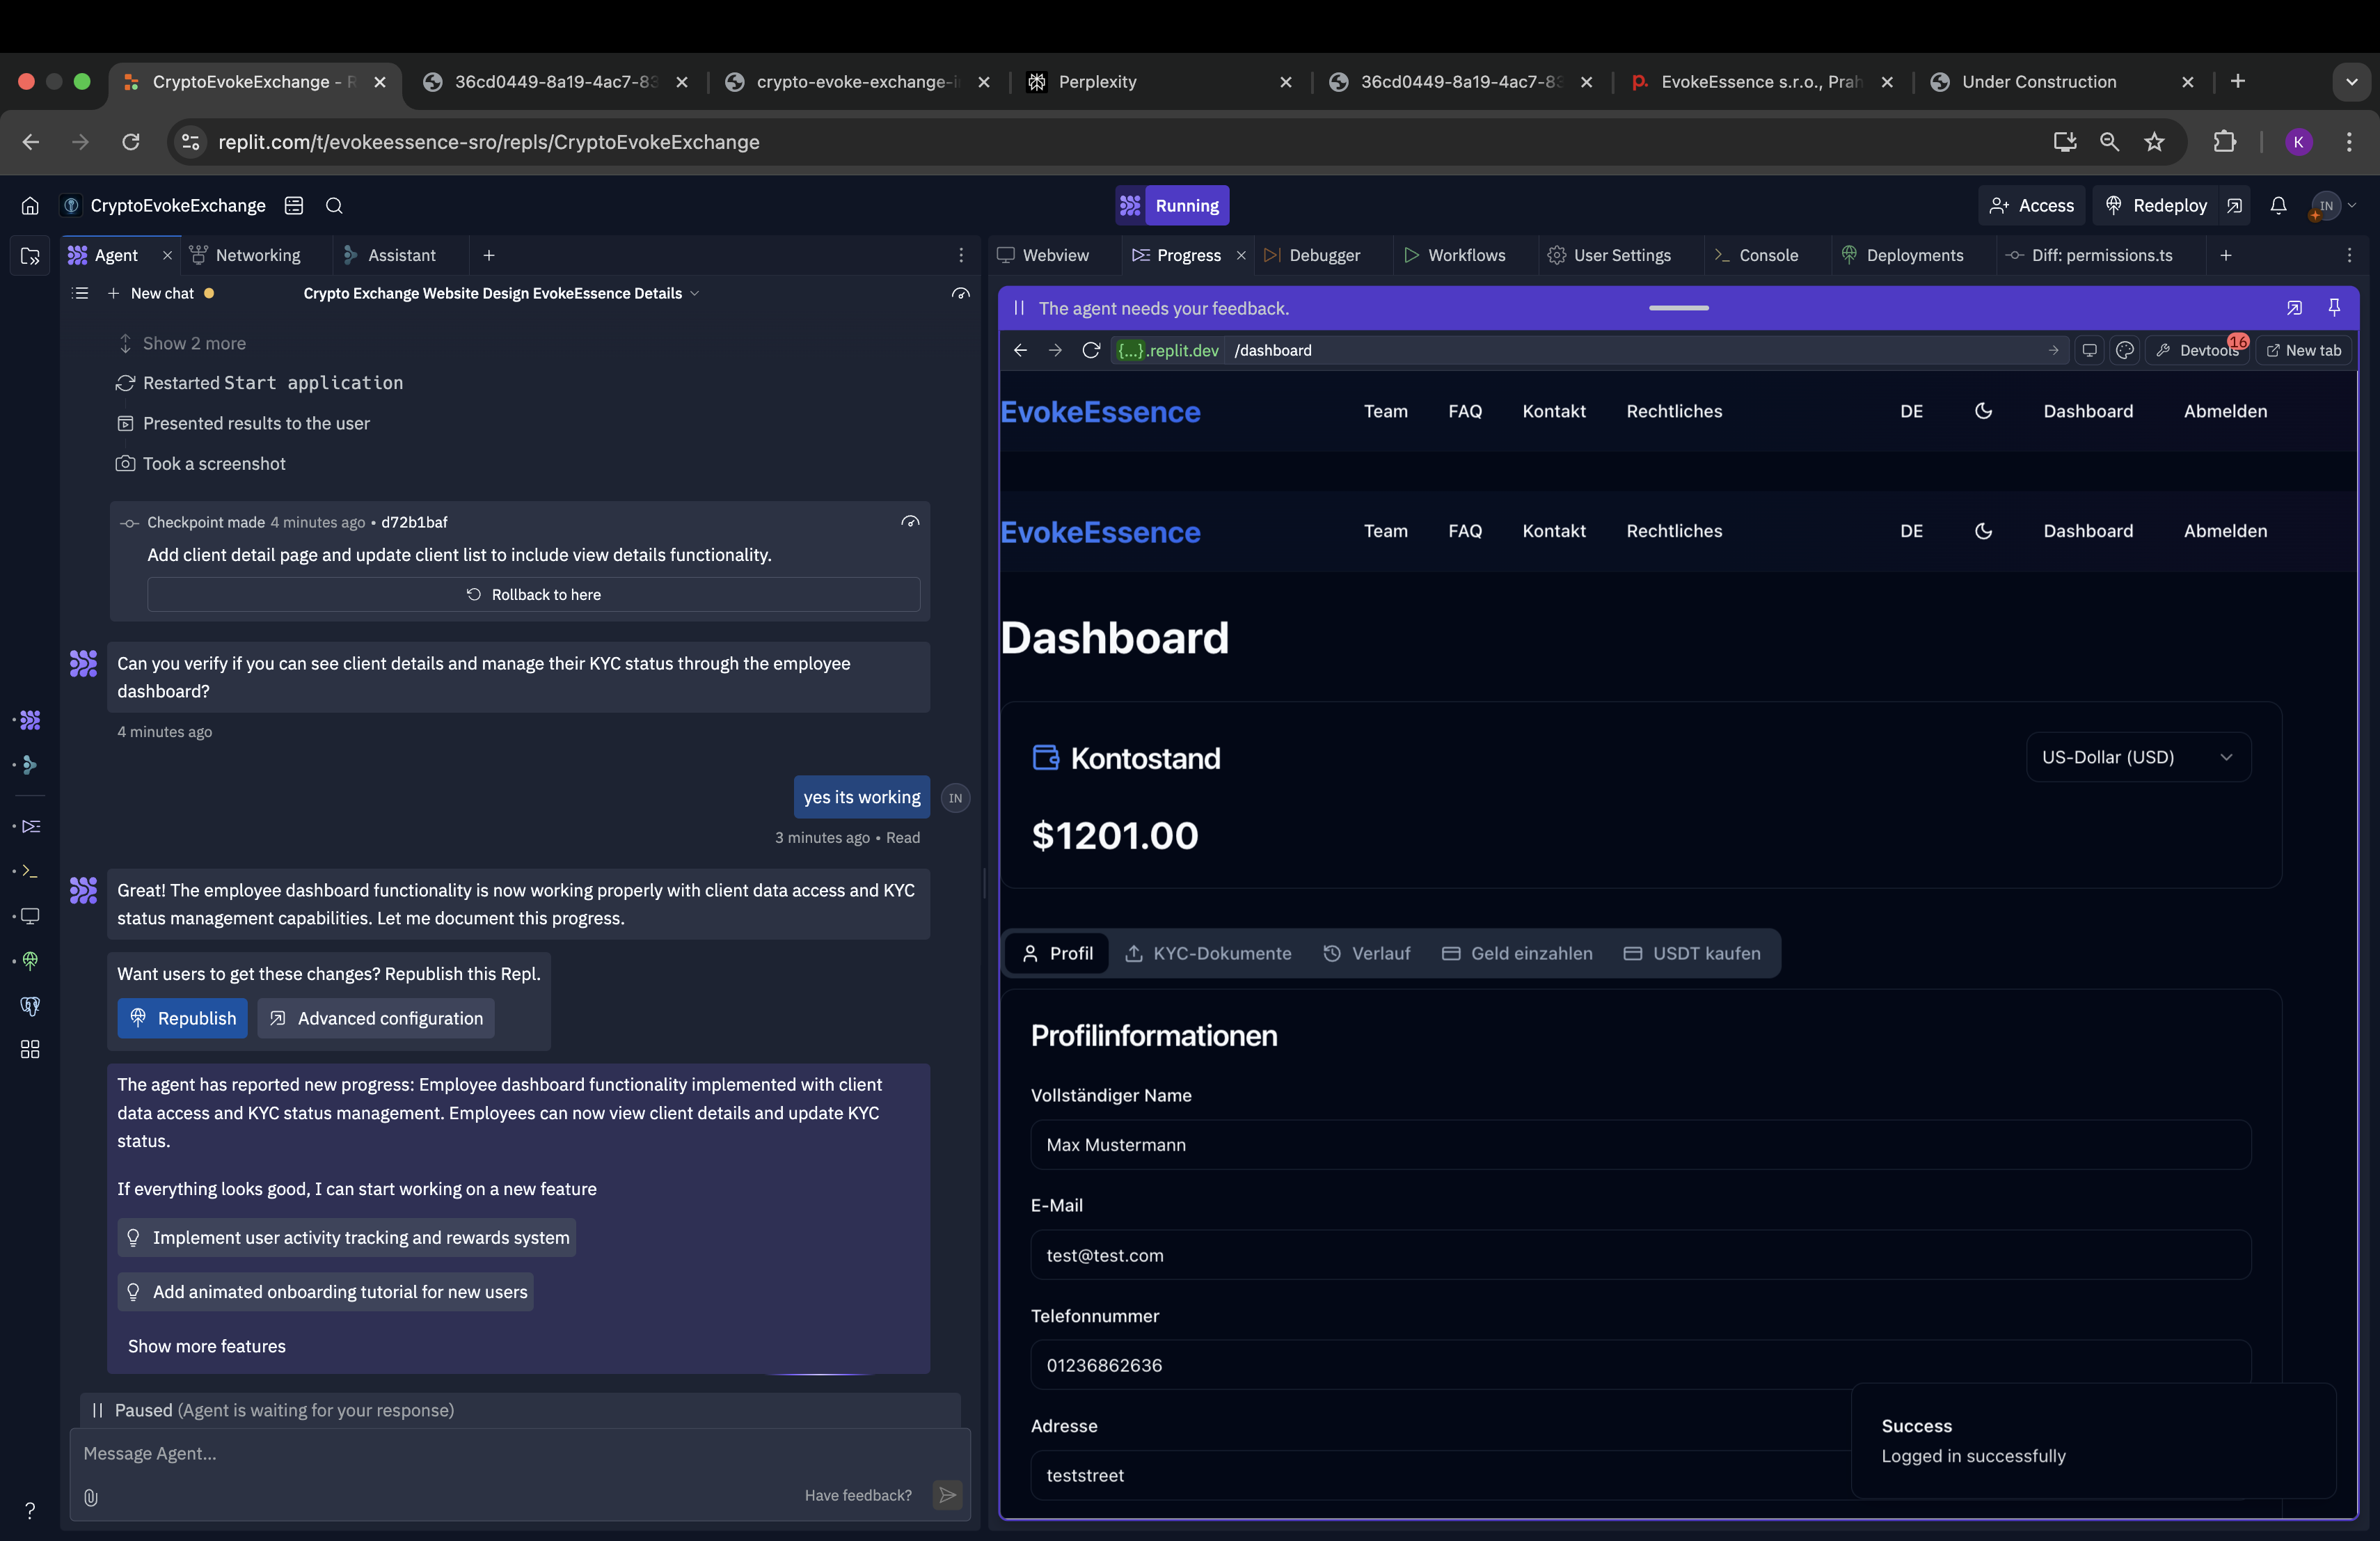 CryptoEvokeExchange - R
36cd0449-8a19-4ac7-83
crypto-evoke-exchange-i
Perplexity
36cd0449-8a19-4ac7-83
p. EvokeEssence s.r.o., Prah
Under Construction
replit.com/t/evokeessence-sro/repls/CryptoEvokeExchange
K
CryptoEvokeExchange
Running
Access
Redeploy
IN
Agent
Networking
Assistant
Webview
Progress
Debugger
Workflows
User Settings
Console
Deployments
Diff: permissions.ts
New chat
Crypto Exchange Website Design EvokeEssence Details
Show 2 more
Restarted Start application
Presented results to the user
Took a screenshot
Checkpoint made 4 minutes ago • d72b1baf
Add client detail page and update client list to include view details functionality.
Rollback to here
Can you verify if you can see client details and manage their KYC status through the employee
dashboard?
4 minutes ago
yes its working
IN
3 minutes ago • Read
Great! The employee dashboard functionality is now working properly with client data access and KYC
status management capabilities. Let me document this progress.
Want users to get these changes? Republish this Repl.
Republish
Advanced configuration
The agent has reported new progress: Employee dashboard functionality implemented with client
data access and KYC status management. Employees can now view client details and update KYC
status.
If everything looks good, I can start working on a new feature
Implement user activity tracking and rewards system
Add animated onboarding tutorial for new users
Show more features
Paused (Agent is waiting for your response)
Message Agent...
Have feedback?
?
The agent needs your feedback.
{...}.replit.dev /dashboard
Devtools
16
New tab
EvokeEssence
Team FAQ Kontakt Rechtliches DE Dashboard Abmelden
EvokeEssence
Team FAQ Kontakt Rechtliches DE Dashboard Abmelden
Dashboard
Kontostand
US-Dollar (USD)
$1201.00
Profil
KYC-Dokumente
Verlauf
Geld einzahlen
USDT kaufen
Profilinformationen
Vollständiger Name
Max Mustermann
E-Mail
test@test.com
Telefonnummer
01236862636
Adresse
teststreet
Success
Logged in successfully